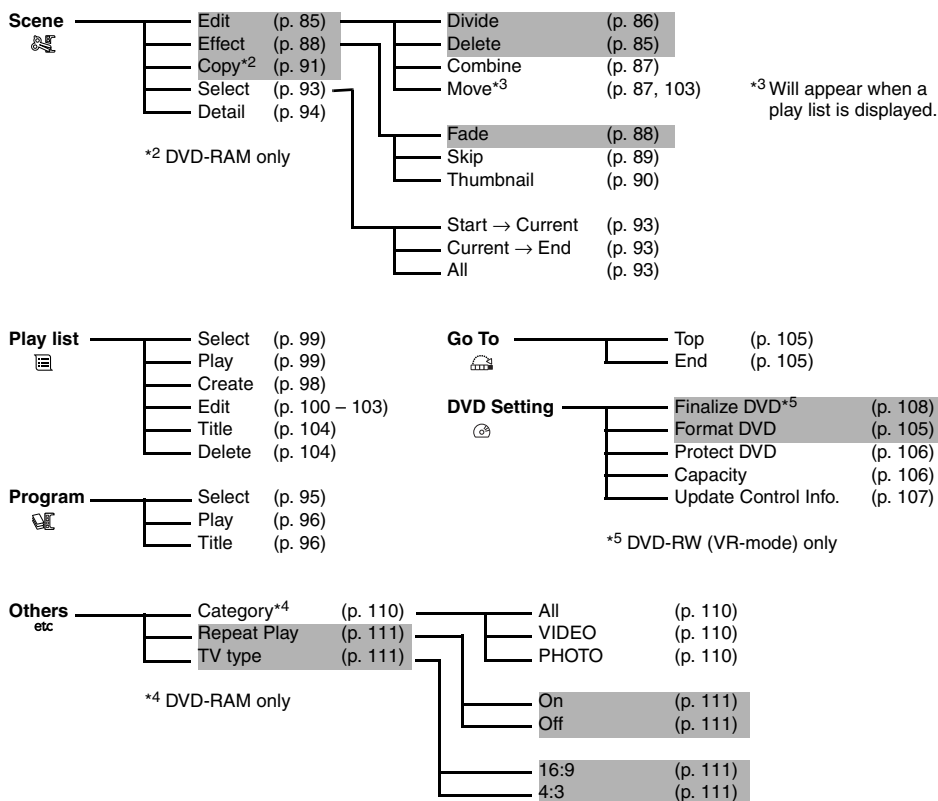 Scene
Edit (p. 85)
Effect (p. 88)
Copy*2 (p. 91)
Select (p. 93)
Detail (p. 94)
*2 DVD-RAM only
Divide (p. 86)
Delete (p. 85)
Combine (p. 87)
Move*3 (p. 87, 103)
*3 Will appear when a
play list is displayed.
Fade (p. 88)
Skip (p. 89)
Thumbnail (p. 90)
Start → Current (p. 93)
Current → End (p. 93)
All (p. 93)
Play list
Select (p. 99)
Play (p. 99)
Create (p. 98)
Edit (p. 100 – 103)
Title (p. 104)
Delete (p. 104)
Go To
Top (p. 105)
End (p. 105)
DVD Setting
Finalize DVD*5 (p. 108)
Format DVD (p. 105)
Protect DVD (p. 106)
Capacity (p. 106)
Update Control Info. (p. 107)
*5 DVD-RW (VR-mode) only
Program
Select (p. 95)
Play (p. 96)
Title (p. 96)
Others
etc
Category*4 (p. 110)
Repeat Play (p. 111)
TV type (p. 111)
*4 DVD-RAM only
All (p. 110)
VIDEO (p. 110)
PHOTO (p. 110)
On (p. 111)
Off (p. 111)
16:9 (p. 111)
4:3 (p. 111)